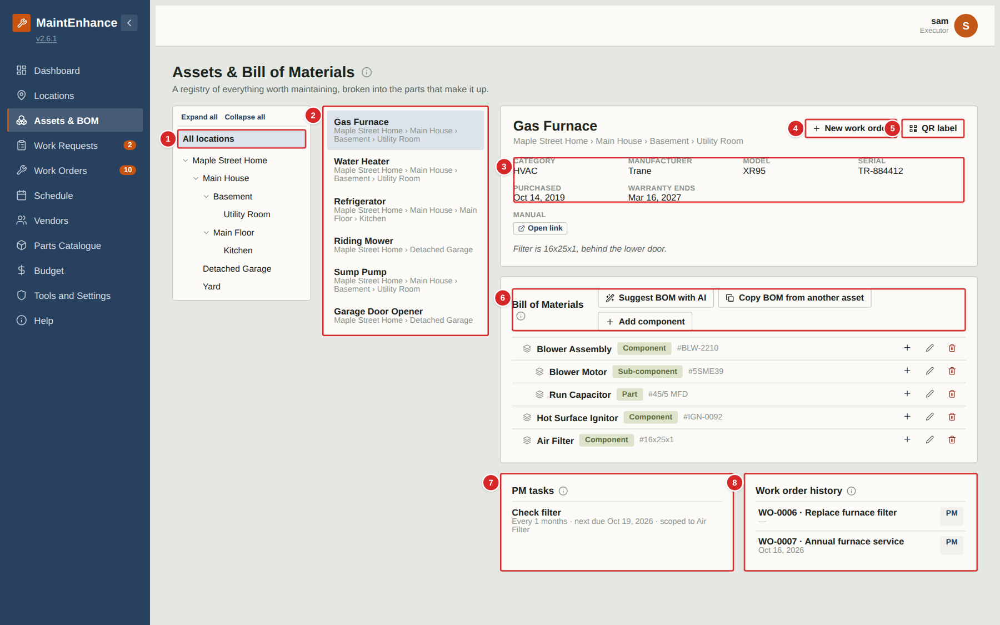 MaintEnhance
v2.6.1
Dashboard
Locations
Assets & BOM
Work Requests 2
Work Orders 10
Schedule
Vendors
Parts Catalogue
Budget
Tools and Settings
Help
sam
Executor
S
Assets & Bill of Materials
A registry of everything worth maintaining, broken into the parts that make it up.
Expand all Collapse all
1
All locations
Maple Street Home
Main House
Basement
Utility Room
Main Floor
Kitchen
Detached Garage
Yard
2
Gas Furnace
Maple Street Home › Main House ›
Basement › Utility Room
Water Heater
Maple Street Home › Main House ›
Basement › Utility Room
Refrigerator
Maple Street Home › Main House › Main
Floor › Kitchen
Riding Mower
Maple Street Home › Detached Garage
Sump Pump
Maple Street Home › Main House ›
Basement › Utility Room
Garage Door Opener
Maple Street Home › Detached Garage
Gas Furnace
Maple Street Home › Main House › Basement › Utility Room
4
New work orde
5
QR label
3
CATEGORY MANUFACTURER MODEL SERIAL
HVAC Trane XR95 TR-884412
PURCHASED WARRANTY ENDS
Oct 14, 2019 Mar 16, 2027
MANUAL
Open link
Filter is 16x25x1, behind the lower door.
6
Bill of Materials
Suggest BOM with AI Copy BOM from another asset
Add component
Blower Assembly Component #BLW-2210
Blower Motor Sub-component #5SME39
Run Capacitor Part #45/5 MFD
Hot Surface Ignitor Component #IGN-0092
Air Filter Component #16x25x1
7
PM tasks
Check filter
Every 1 months · next due Oct 19, 2026 · scoped to Air
Filter
8
Work order history
WO-0006 · Replace furnace filter PM
—
WO-0007 · Annual furnace service PM
Oct 16, 2026